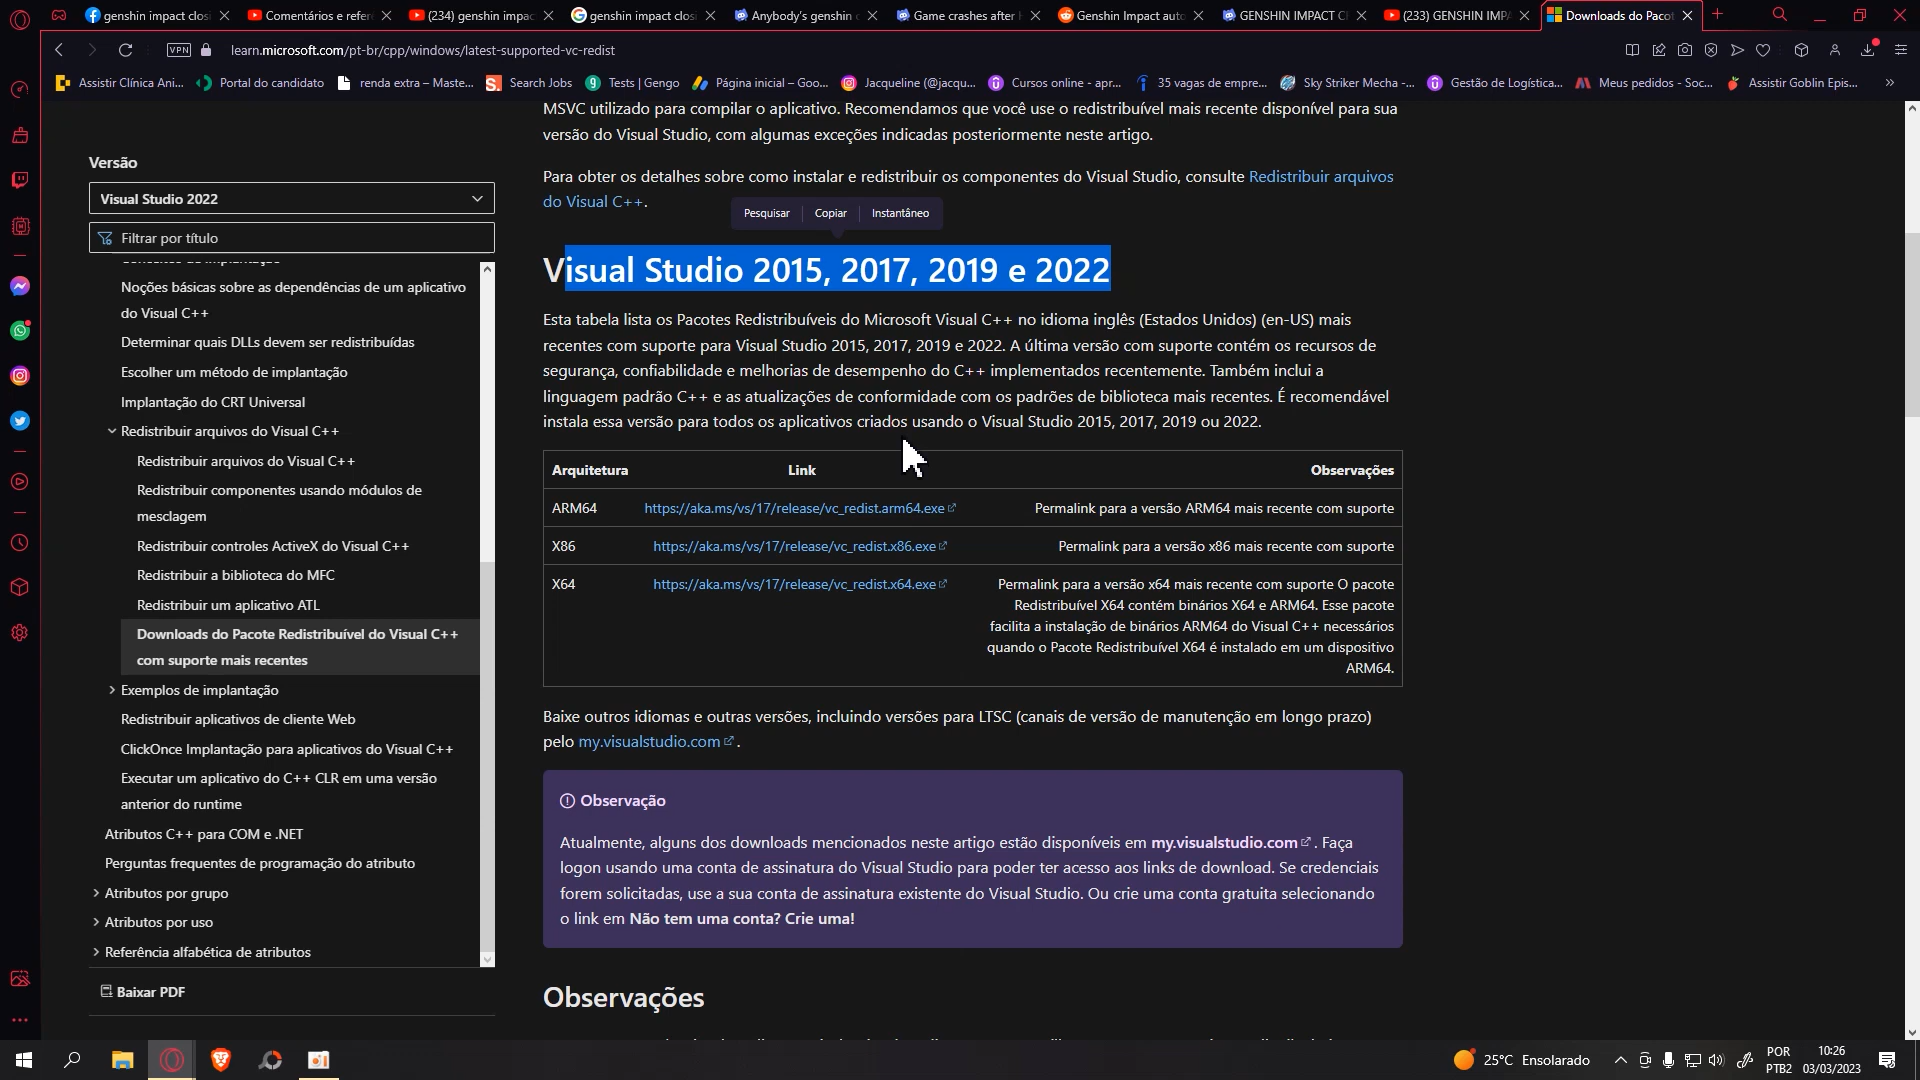 genshin impact closi
Comentários e refer
(234) genshin impac
genshin impact closi
Anybody's genshin
Game crashes after
Genshin Impact auto
GENSHIN IMPACT C
(233) GENSHIN IMPA
Downloads do Pacot
VPN
learn.microsoft.com/pt-br/cpp/windows/latest-supported-vc-redist
Assistir Clínica Ani...
Portal do candidato
renda extra – Maste...
Search Jobs
Tests | Gengo
Página inicial – Goo...
Jacqueline (@jacqu...
Cursos online - apr...
35 vagas de empre...
Sky Striker Mecha -...
Gestão de Logística...
Meus pedidos - Soc...
Assistir Goblin Epis...
MSVC utilizado para compilar o aplicativo. Recomendamos que você use o redistribuível mais recente disponível para sua
versão do Visual Studio, com algumas exceções indicadas posteriormente neste artigo.
Para obter os detalhes sobre como instalar e redistribuir os componentes do Visual Studio, consulte Redistribuir arquivos
do Visual C++.
Pesquisar
Copiar
Instantâneo
Visual Studio 2015, 2017, 2019 e 2022
Esta tabela lista os Pacotes Redistribuíveis do Microsoft Visual C++ no idioma inglês (Estados Unidos) (en-US) mais
recentes com suporte para Visual Studio 2015, 2017, 2019 e 2022. A última versão com suporte contém os recursos de
segurança, confiabilidade e melhorias de desempenho do C++ implementados recentemente. Também inclui a
linguagem padrão C++ e as atualizações de conformidade com os padrões de biblioteca mais recentes. É recomendável
instala essa versão para todos os aplicativos criados usando o Visual Studio 2015, 2017, 2019 ou 2022.
Arquitetura
Link
Observações
ARM64
https://aka.ms/vs/17/release/vc_redist.arm64.exe
Permalink para a versão ARM64 mais recente com suporte
X86
https://aka.ms/vs/17/release/vc_redist.x86.exe
Permalink para a versão x86 mais recente com suporte
X64
https://aka.ms/vs/17/release/vc_redist.x64.exe
Permalink para a versão x64 mais recente com suporte O pacote
Redistribuível X64 contém binários X64 e ARM64. Esse pacote
facilita a instalação de binários ARM64 do Visual C++ necessários
quando o Pacote Redistribuível X64 é instalado em um dispositivo
ARM64.
Baixe outros idiomas e outras versões, incluindo versões para LTSC (canais de versão de manutenção em longo prazo)
pelo my.visualstudio.com.
Observação
Atualmente, alguns dos downloads mencionados neste artigo estão disponíveis em my.visualstudio.com. Faça
logon usando uma conta de assinatura do Visual Studio para poder ter acesso aos links de download. Se credenciais
forem solicitadas, use a sua conta de assinatura existente do Visual Studio. Ou crie uma conta gratuita selecionando
o link em Não tem uma conta? Crie uma!
Observações
Versão
Visual Studio 2022
Filtrar por título
Conceitos de implantação
Noções básicas sobre as dependências de um aplicativo
do Visual C++
Determinar quais DLLs devem ser redistribuídas
Escolher um método de implantação
Implantação do CRT Universal
Redistribuir arquivos do Visual C++
Redistribuir arquivos do Visual C++
Redistribuir componentes usando módulos de
mesclagem
Redistribuir controles ActiveX do Visual C++
Redistribuir a biblioteca do MFC
Redistribuir um aplicativo ATL
Downloads do Pacote Redistribuível do Visual C++
com suporte mais recentes
Exemplos de implantação
Redistribuir aplicativos de cliente Web
ClickOnce Implantação para aplicativos do Visual C++
Executar um aplicativo do C++ CLR em uma versão
anterior do runtime
Atributos C++ para COM e .NET
Perguntas frequentes de programação do atributo
Atributos por grupo
Atributos por uso
Referência alfabética de atributos
Baixar PDF
25°C Ensolarado
POR
PTB2
10:26
03/03/2023